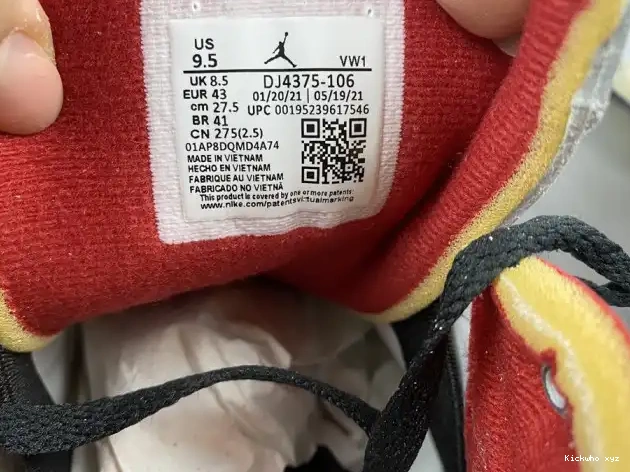 US
9.5 VW1
UK 8.5 DJ4375-106
EUR 43 01/20/21 | 05/19/21
cm 27.5 UPC 00195239617546
BR 41
CN 275(2.5)
01AP8DQMD4A74
MADE IN VIETNAM
HECHO EN VIETNAM
FABRIQUE AU VIETNAM
FABRICADO NO VIETNÃ
This product is covered by one or more patents:
www.nike.com/patentsvirtualmarking
Kickwho xyz